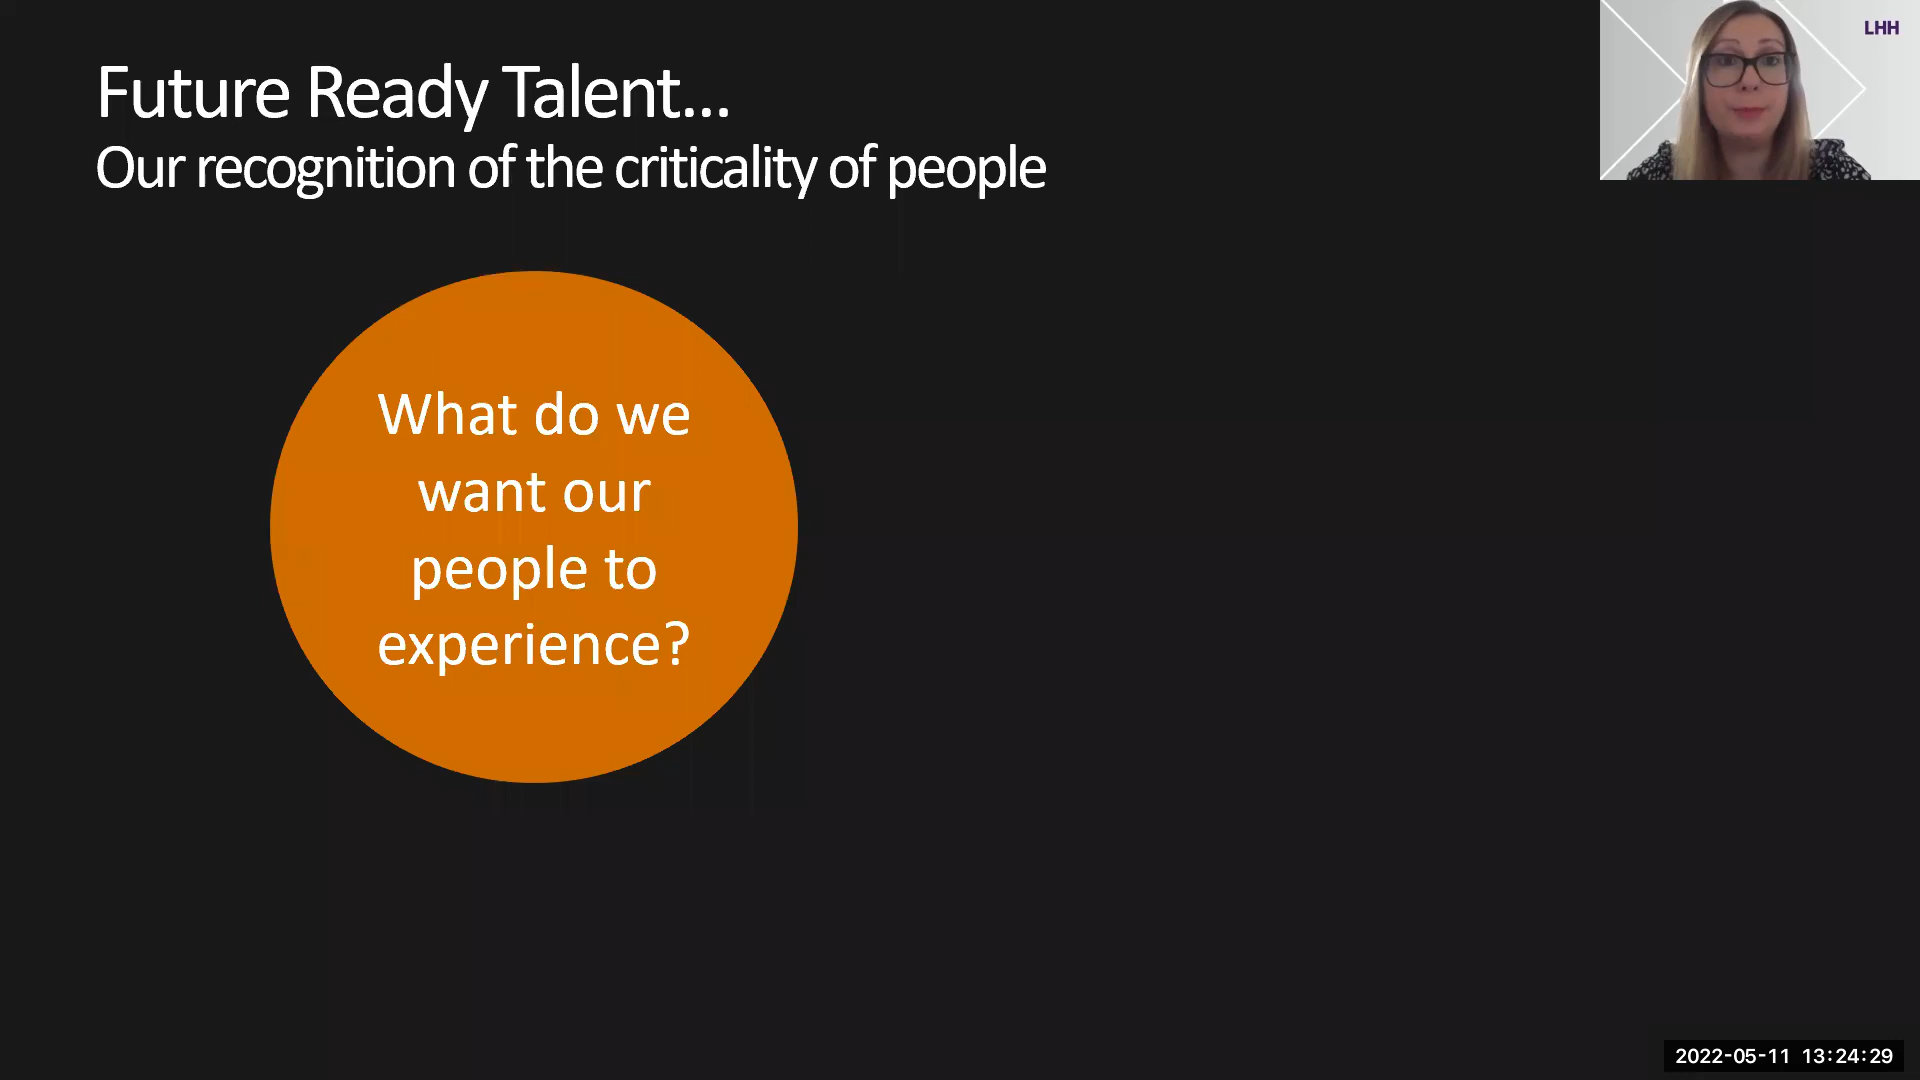 Future Ready Talent...
Our recognition of the criticality of people
LHH
What do we
want our
people to
experience?
2022-05-11 13:24:29